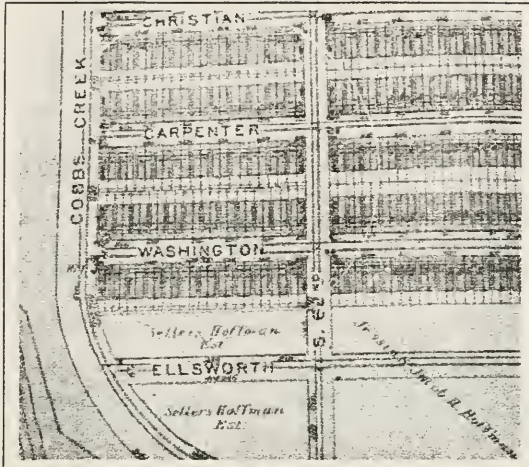 CHRISTIAN
COBBS CREEK
CARPENTER
WASHINGTON
S. 62ND
Sellers Hoffman
Est.
ELLSWORTH
Sellers Hoffman
Est.
Jacob R. Hoffman